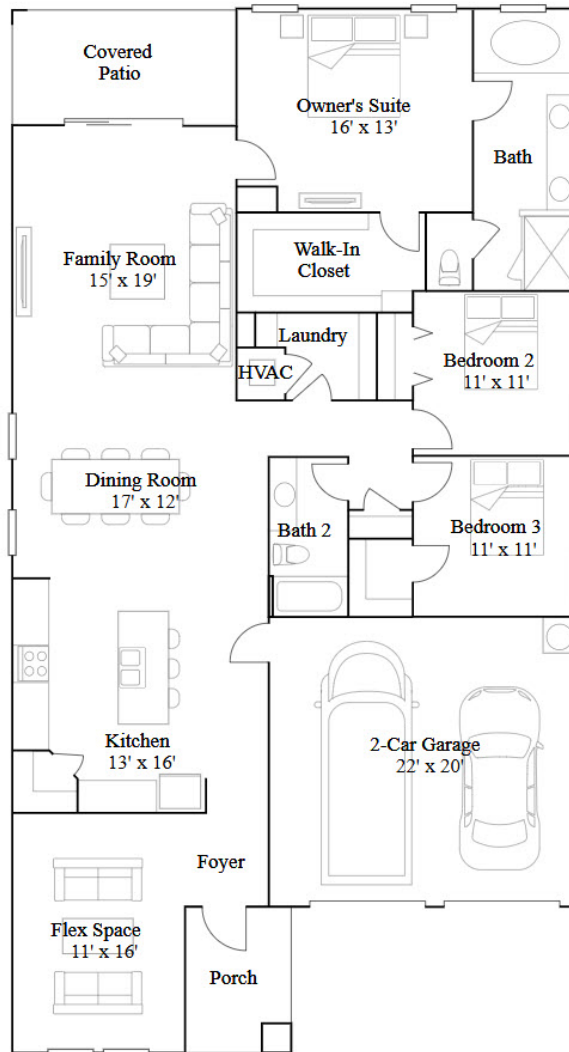 Covered
Patio
Owner's Suite
16' x 13'
Bath
Family Room
15' x 19'
Walk-In
Closet
Laundry
HVAC
Bedroom 2
11' x 11'
Dining Room
17' x 12'
Bath 2
Bedroom 3
11' x 11'
Kitchen
13' x 16'
2-Car Garage
22' x 20'
Foyer
Flex Space
11' x 16'
Porch